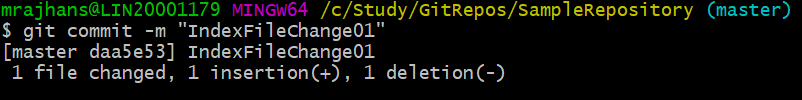 mrajhans@LIN20001179 MINGW64 /c/Study/GitRepos/SampleRepository (master)
$ git commit -m "IndexFileChange01"
[master daa5e53] IndexFileChange01
 1 file changed, 1 insertion(+), 1 deletion(-)